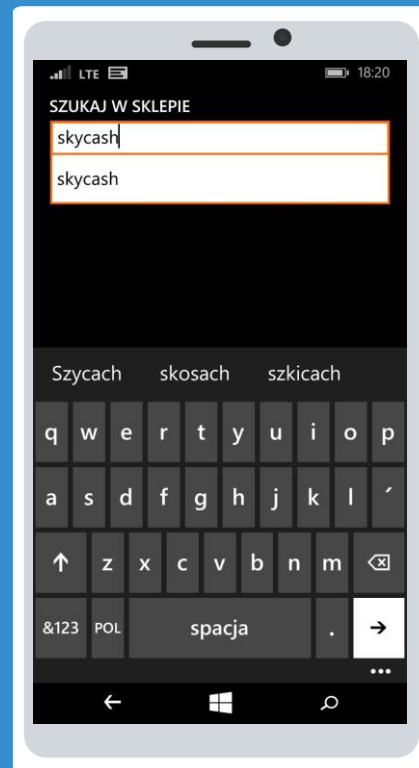 LTE 18:20
SZUKAJ W SKLEPIE
skycash
skycash
Szycach skosach szkicach
q w e r t y u i o p
a s d f g h j k l ´
z x c v b n m
&123 POL spacja .